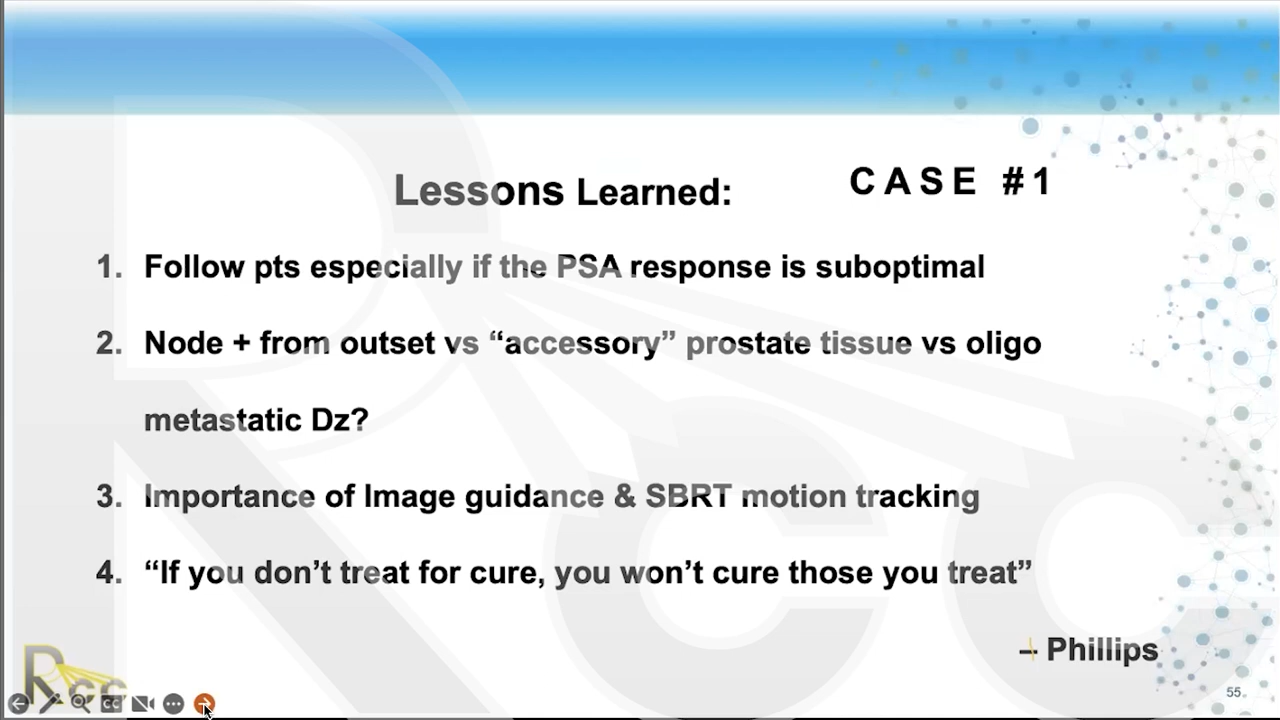 CASE #1
Lessons Learned:
1. Follow pts especially if the PSA response is suboptimal
2. Node + from outset vs “accessory” prostate tissue vs oligo
metastatic Dz?
3. Importance of Image guidance & SBRT motion tracking
4. “If you don’t treat for cure, you won’t cure those you treat”
– Phillips
Rcc
CC
55